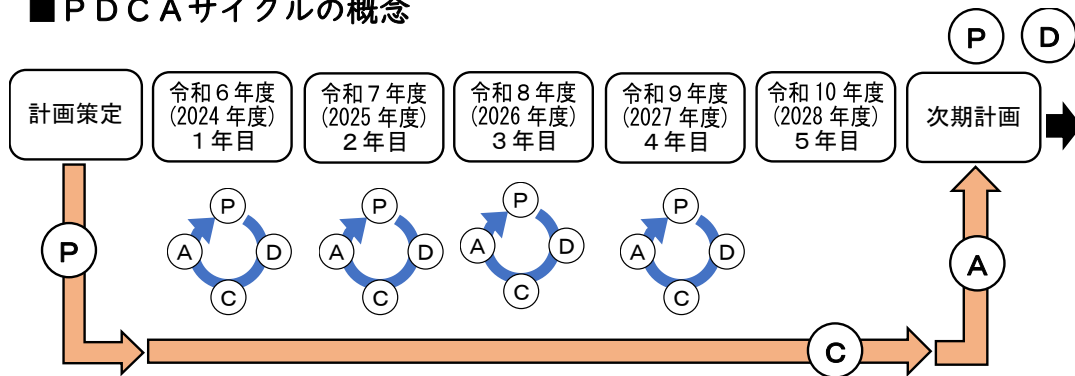 ■ＰＤＣＡサイクルの概念
Ｐ Ｄ
計画策定
令和６年度
(2024 年度)
１年目
令和７年度
(2025 年度)
２年目
令和８年度
(2026 年度)
３年目
令和９年度
(2027 年度)
４年目
令和 10 年度
(2028 年度)
５年目
次期計画
Ｐ
Ｐ
Ａ Ｄ
Ｃ
Ｐ
Ａ Ｄ
Ｃ
Ｐ
Ａ Ｄ
Ｃ
Ｐ
Ａ Ｄ
Ｃ
Ａ
Ｃ